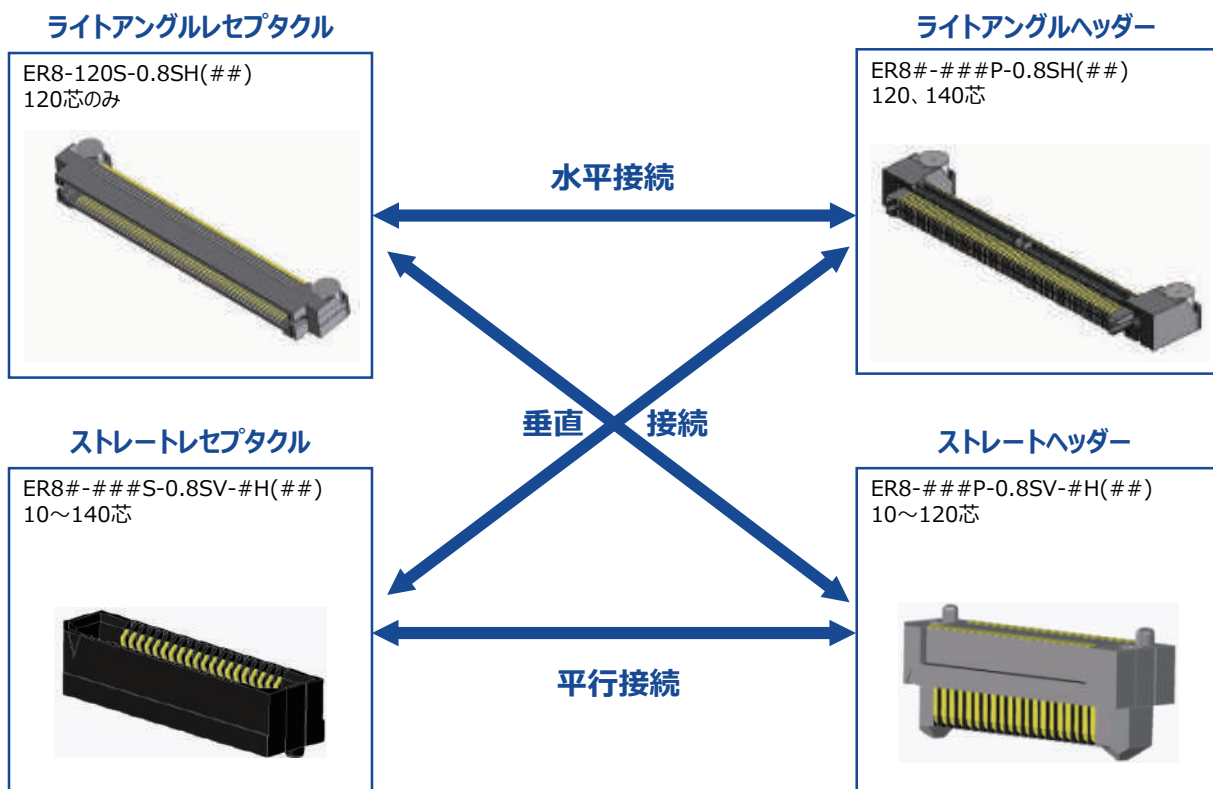 ライトアングルレセプタクル
ER8-120S-0.8SH(##)
120芯のみ
ライトアングルヘッダー
ER8#-###P-0.8SH(##)
120、140芯
水平接続
垂直 接続
ストレートレセプタクル
ER8#-###S-0.8SV-#H(##)
10～140芯
ストレートヘッダー
ER8-###P-0.8SV-#H(##)
10～120芯
平行接続